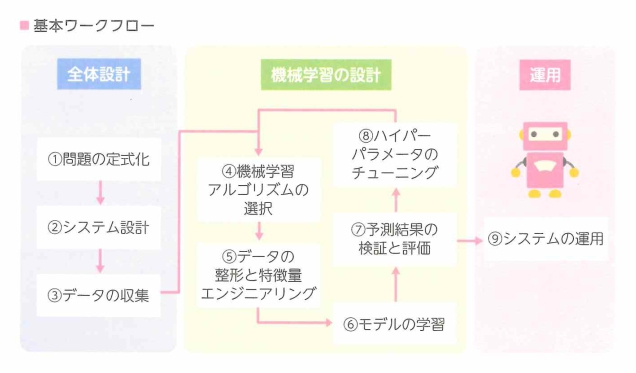 ■ 基本ワークフロー
全体設計
機械学習の設計
運用
①問題の定式化
②システム設計
③データの収集
④機械学習
アルゴリズムの
選択
⑤データの
整形と特徴量
エンジニアリング
⑥モデルの学習
⑦予測結果の
検証と評価
⑧ハイパー
パラメータの
チューニング
⑨システムの運用